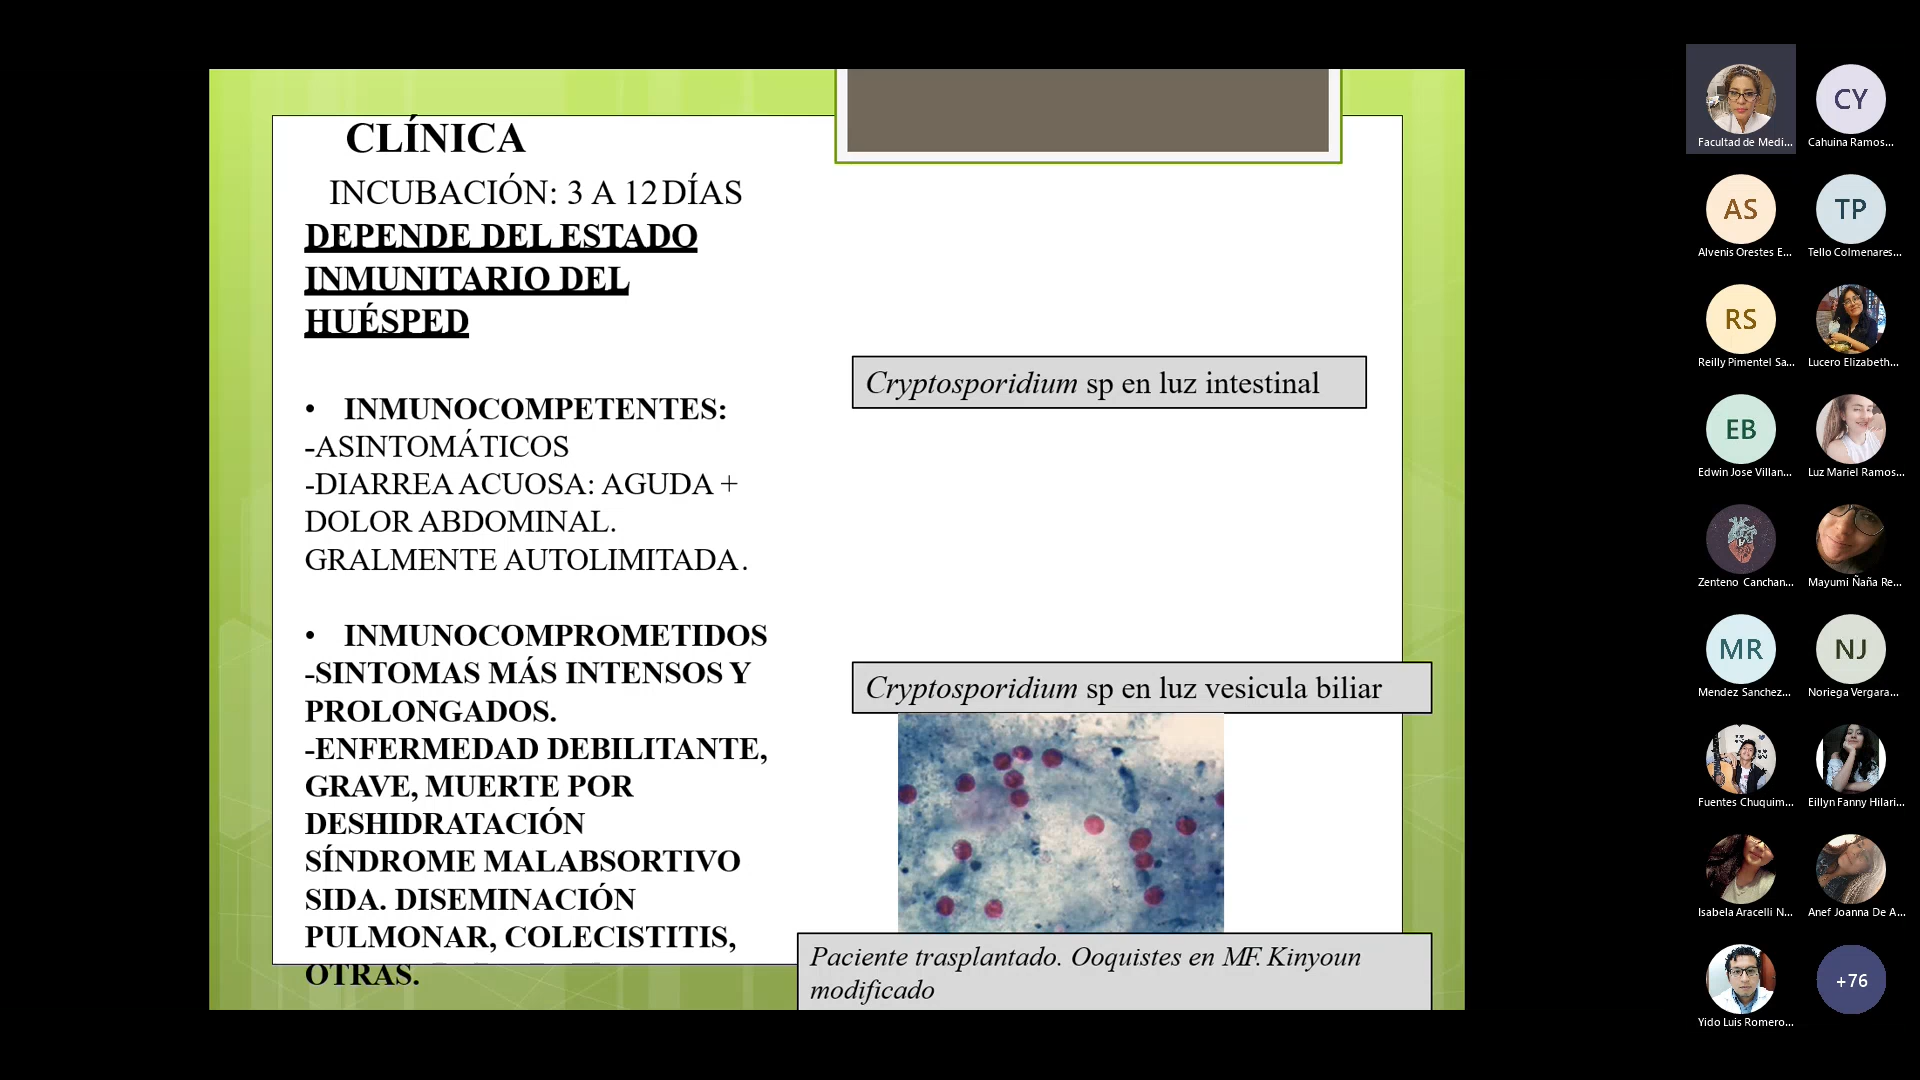 CLÍNICA
INCUBACIÓN: 3 A 12 DÍAS
DEPENDE DEL ESTADO
INMUNITARIO DEL
HUÉSPED
• INMUNOCOMPETENTES:
-ASINTOMÁTICOS
-DIARREA ACUOSA: AGUDA +
DOLOR ABDOMINAL.
GRALMENTE AUTOLIMITADA.
• INMUNOCOMPROMETIDOS
-SINTOMAS MÁS INTENSOS Y
PROLONGADOS.
-ENFERMEDAD DEBILITANTE,
GRAVE, MUERTE POR
DESHIDRATACIÓN
SÍNDROME MALABSORTIVO
SIDA. DISEMINACIÓN
PULMONAR, COLECISTITIS,
OTRAS.
Cryptosporidium sp en luz intestinal
Cryptosporidium sp en luz vesicula biliar
Paciente trasplantado. Ooquistes en MF. Kinyoun
modificado
Facultad de Medi...
CY
Cahuina Ramos...
AS
Alvenis Orestes E...
TP
Tello Colmenares...
RS
Reilly Pimentel Sa...
Lucero Elizabeth...
EB
Edwin Jose Villan...
Luz Mariel Ramos...
Zenteno Canchan...
Mayumi Ñaña Re...
MR
Mendez Sanchez...
NJ
Noriega Vergara...
Fuentes Chuquim...
Eillyn Fanny Hilari...
Isabela Aracelli N...
Anef Joanna De A...
Yido Luis Romero...
+76